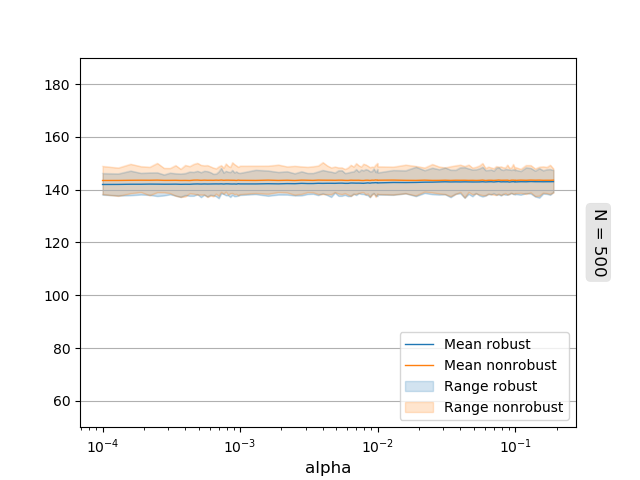 180
160
140
120
100
80
60
10⁻⁴
10⁻³
10⁻²
10⁻¹
alpha
N = 500
Mean robust
Mean nonrobust
Range robust
Range nonrobust